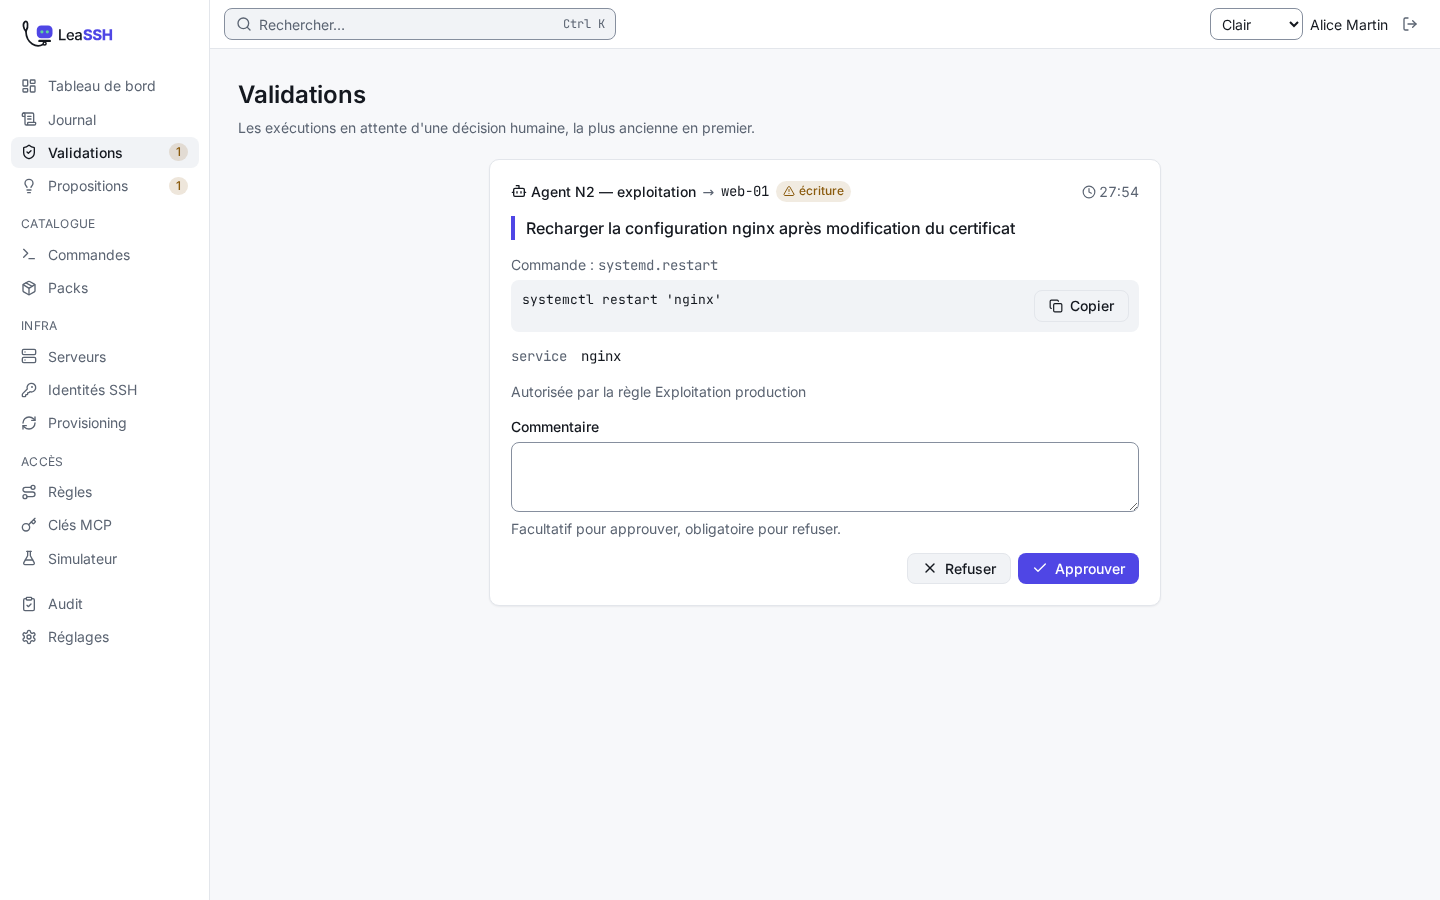 LeaSSH
Rechercher...
Ctrl K
Clair
Alice Martin
Tableau de bord
Journal
Validations 1
Propositions 1
CATALOGUE
Commandes
Packs
INFRA
Serveurs
Identités SSH
Provisioning
ACCÈS
Règles
Clés MCP
Simulateur
Audit
Réglages
Validations
Les exécutions en attente d'une décision humaine, la plus ancienne en premier.
Agent N2 — exploitation → web-01 écriture 27:54
Recharger la configuration nginx après modification du certificat
Commande : systemd.restart
systemctl restart 'nginx'
Copier
service nginx
Autorisée par la règle Exploitation production
Commentaire
Facultatif pour approuver, obligatoire pour refuser.
Refuser
Approuver